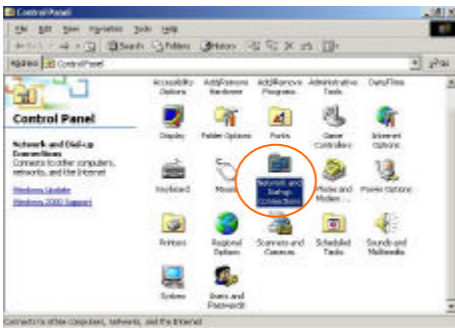 Control Panel
File Edit View Favorites Tools Help
Search Folders History
Address Control Panel Go
Accessibility Add/Remove Add/Remove Administrative Date/Time
Options Hardware Programs Tools
Control Panel
Display Folder Options Fonts Game Internet
Controllers Options
Network and Dial-up
Connections
Connects to other computers,
networks, and the Internet
Windows Update
Windows 2000 Support
Keyboard Mouse Network and Phone and Power Options
Dial-up Modem ...
Connections
Printers Regional Scanners and Scheduled Sounds and
Options Cameras Tasks Multimedia
System Users and
Passwords
Connects to other computers, networks, and the Internet